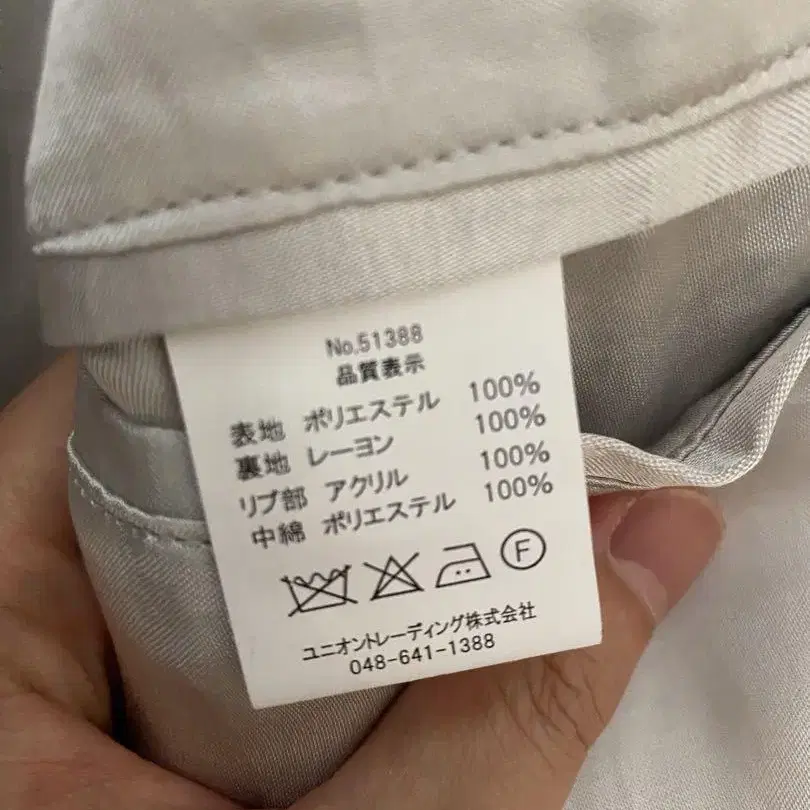 No.51388
品質表示
表地 ポリエステル 100%
裏地 レーヨン 100%
リブ部 アクリル 100%
中綿 ポリエステル 100%
F
ユニオントレーディング株式会社
048-641-1388